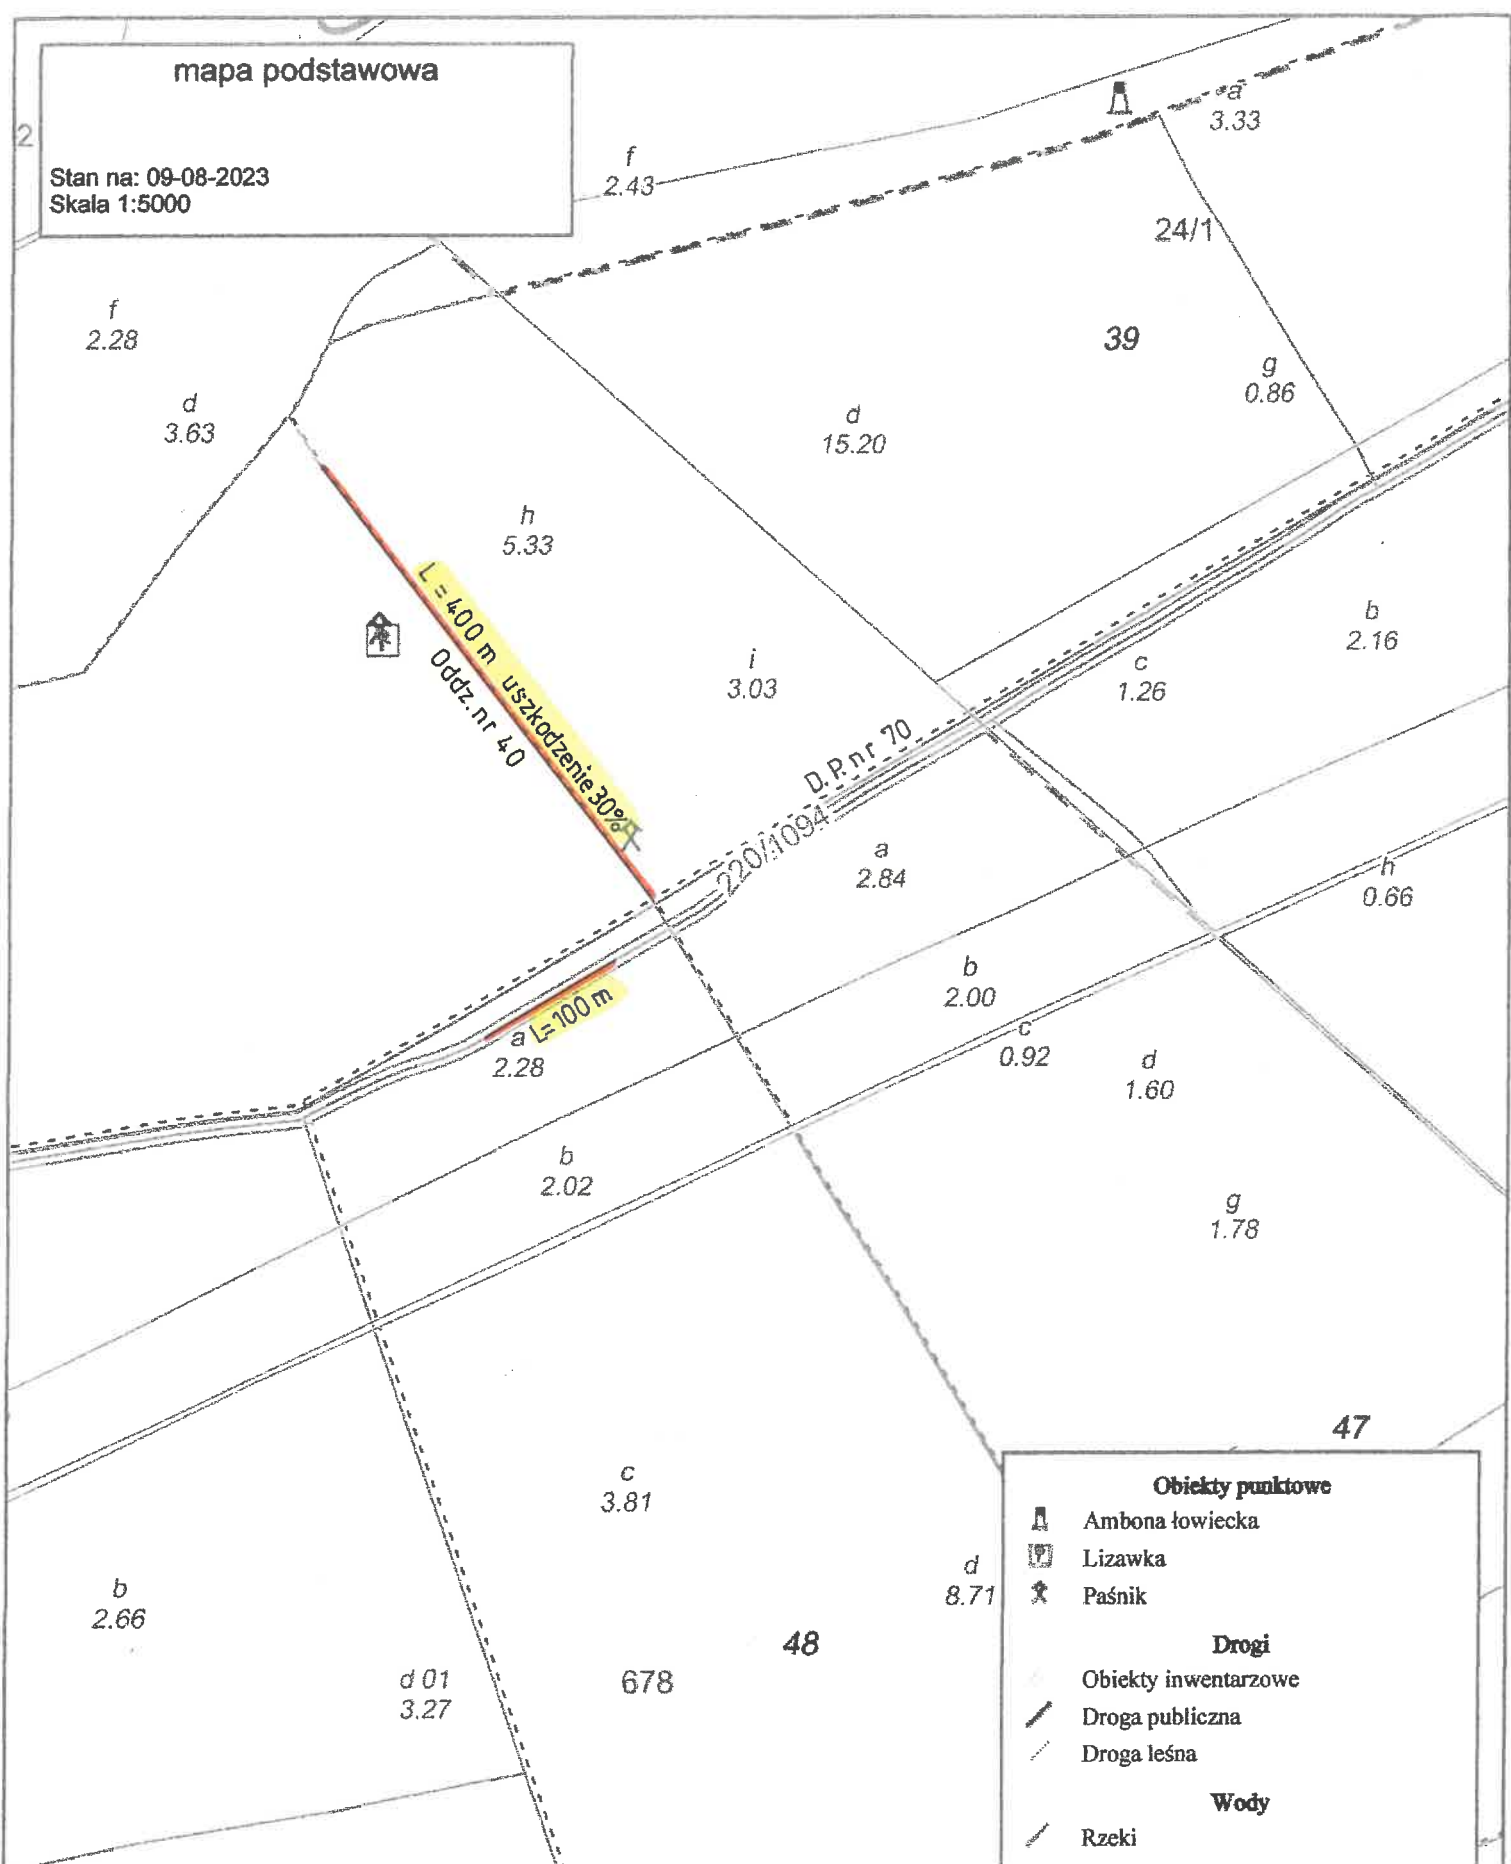 mapa podstawowa
2
Stan na: 09-08-2023
Skala 1:5000
f
2.43
a
3.33
24/1
f
2.28
39
g
0.86
d
3.63
d
15.20
h
5.33
L = 400 m uszkodzenie 30%
Oddz. nr 40
b
2.16
i
3.03
c
1.26
D.P. nr 70
220/1094
a
2.84
h
0.66
b
2.00
L=100 m
a
2.28
c
0.92
d
1.60
b
2.02
g
1.78
47
c
3.81
d
8.71
b
2.66
48
d 01
3.27
678
Obiekty punktowe
Ambona łowiecka
Lizawka
Paśnik
Drogi
Obiekty inwentarzowe
Droga publiczna
Droga leśna
Wody
Rzeki